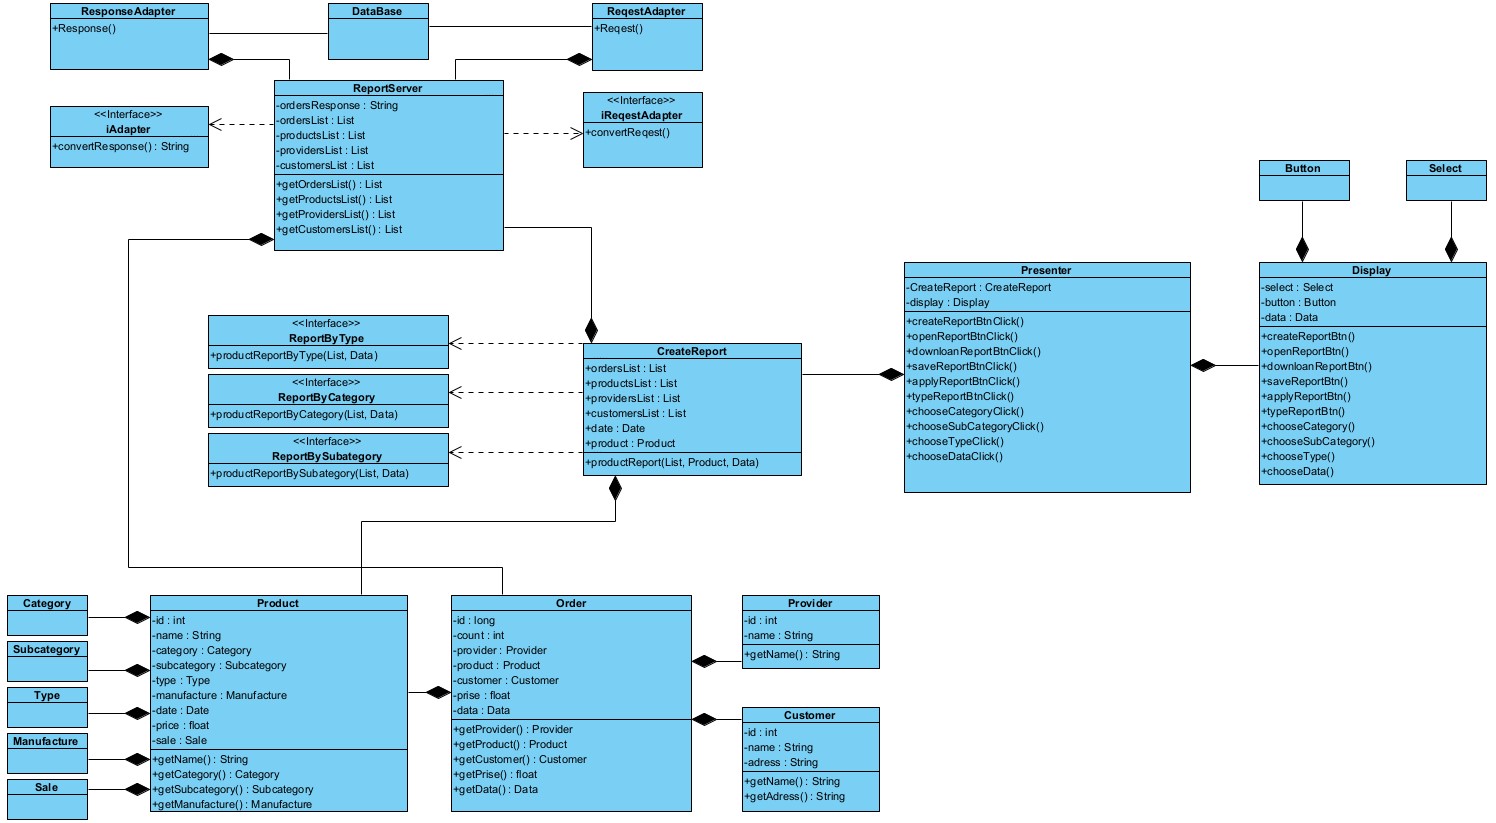 ResponseAdapter
+Response()
DataBase
ReqestAdapter
+Reqest()
ReportServer
-ordersResponse : String
-ordersList : List
-productsList : List
-providersList : List
-customersList : List
+getOrdersList() : List
+getProductsList() : List
+getProvidersList() : List
+getCustomersList() : List
<<Interface>>
iAdapter
+convertResponse() : String
<<Interface>>
iReqestAdapter
+convertReqest()
Button
Select
Presenter
-CreateReport : CreateReport
-display : Display
+createReportBtnClick()
+openReportBtnClick()
+downloanReportBtnClick()
+saveReportBtnClick()
+applyReportBtnClick()
+typeReportBtnClick()
+chooseCategoryClick()
+chooseSubCategoryClick()
+chooseTypeClick()
+chooseDataClick()
Display
-select : Select
-button : Button
-data : Data
+createReportBtn()
+openReportBtn()
+downloanReportBtn()
+saveReportBtn()
+applyReportBtn()
+typeReportBtn()
+chooseCategory()
+chooseSubCategory()
+chooseType()
+chooseData()
<<Interface>>
ReportByType
+productReportByType(List, Data)
<<Interface>>
ReportByCategory
+productReportByCategory(List, Data)
<<Interface>>
ReportBySubategory
+productReportBySubategory(List, Data)
CreateReport
+ordersList : List
+productsList : List
+providersList : List
+customersList : List
+date : Date
+product : Product
+productReport(List, Product, Data)
Category
Subcategory
Type
Manufacture
Sale
Product
-id : int
-name : String
-category : Category
-subcategory : Subcategory
-type : Type
-manufacture : Manufacture
-date : Date
-price : float
-sale : Sale
+getName() : String
+getCategory() : Category
+getSubcategory() : Subcategory
+getManufacture() : Manufacture
Order
-id : long
-count : int
-provider : Provider
-product : Product
-customer : Customer
-prise : float
-data : Data
+getProvider() : Provider
+getProduct() : Product
+getCustomer() : Customer
+getPrise() : float
+getData() : Data
Provider
-id : int
-name : String
+getName() : String
Customer
-id : int
-name : String
-adress : String
+getName() : String
+getAdress() : String